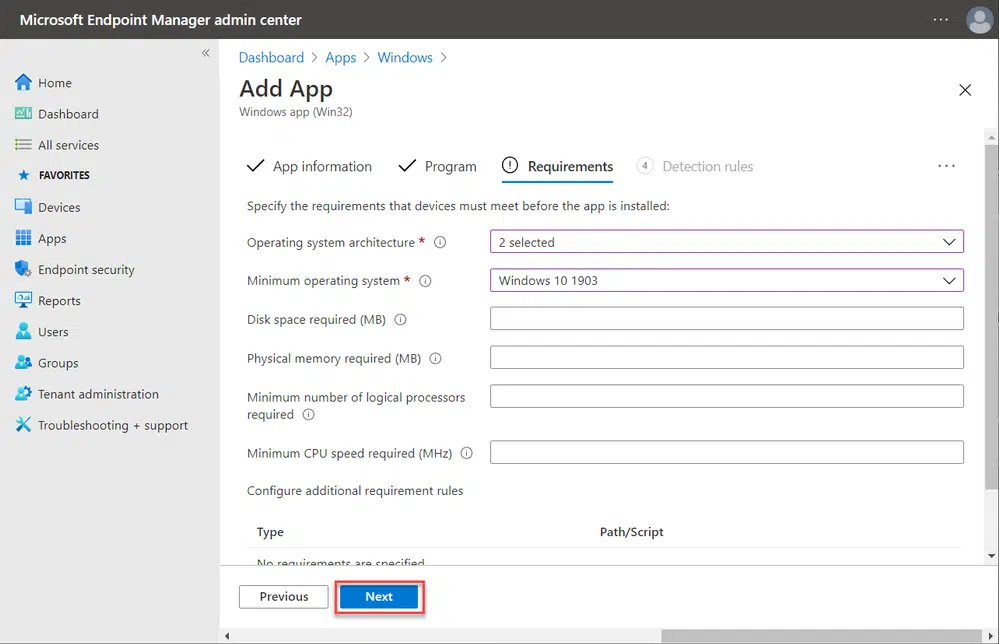 Microsoft Endpoint Manager admin center
Home
Dashboard
All services
FAVORITES
Devices
Apps
Endpoint security
Reports
Users
Groups
Tenant administration
Troubleshooting + support
Dashboard > Apps > Windows >
Add App
Windows app (Win32)
App information Program Requirements 4 Detection rules ...
Specify the requirements that devices must meet before the app is installed:
Operating system architecture * 2 selected
Minimum operating system * Windows 10 1903
Disk space required (MB)
Physical memory required (MB)
Minimum number of logical processors
required
Minimum CPU speed required (MHz)
Configure additional requirement rules
Type Path/Script
No requirements are specified
Previous Next